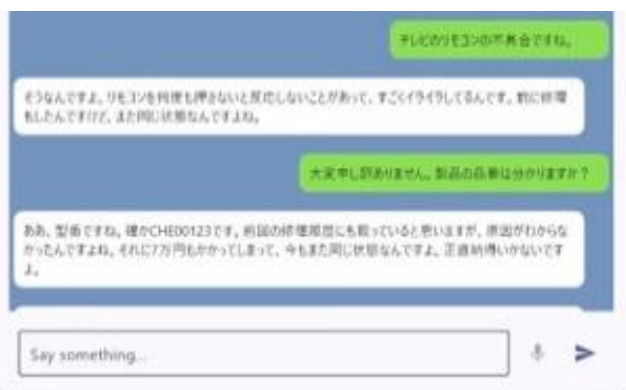 テレビのリモコンの不具合ですね。
そうなんですよ、リモコンを何度も押さないと反応しないことがあって、すごくイライラしてるんです。前に修理
もしたんですけど、また同じ状態なんですよね。
大変申し訳ありません。製品の品番は分かりますか？
ああ、型番ですね。確かCHE00123です。前回の修理履歴にも載っていると思いますが、原因がわからな
かったんですよね。それに7万円もかかってしまって、今もまた同じ状態なんですよ。正直納得いかないです
よ。
Say something...